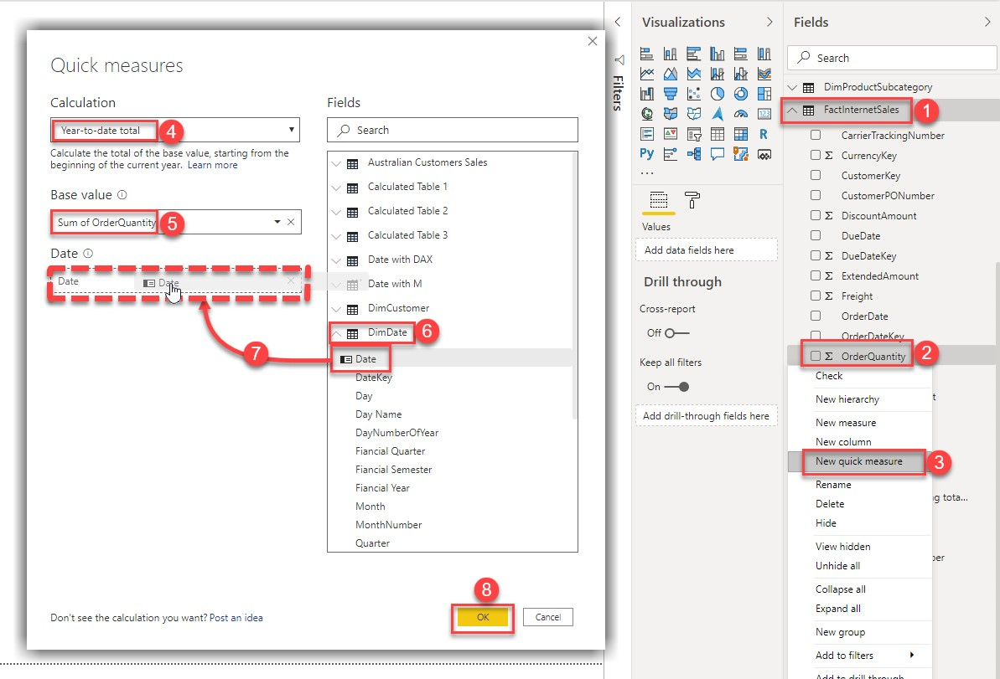 Quick measures
Calculation
Year-to-date total
4
Calculate the total of the base value, starting from the
beginning of the current year. Learn more
Base value
Sum of OrderQuantity
5
Date
Date
Date
7
Fields
Search
Australian Customers Sales
Calculated Table 1
Calculated Table 2
Calculated Table 3
Date with DAX
Date with M
DimCustomer
DimDate
6
Date
DateKey
Day
Day Name
DayNumberOfYear
Fiancial Quarter
Fiancial Semester
Fiancial Year
Month
MonthNumber
Quarter
Don't see the calculation you want? Post an idea
8
OK
Cancel
Filters
Visualizations
R
Py
123
...
Values
Add data fields here
Drill through
Cross-report
Off
Keep all filters
On
Add drill-through fields here
Fields
Search
DimProductSubcategory
FactInternetSales
1
CarrierTrackingNumber
Σ CurrencyKey
CustomerKey
CustomerPONumber
Σ DiscountAmount
DueDate
Σ DueDateKey
Σ ExtendedAmount
Σ Freight
OrderDate
OrderDateKey
Σ OrderQuantity
2
Check
New hierarchy
New measure
New column
New quick measure
3
Rename
Delete
Hide
View hidden
Unhide all
Collapse all
Expand all
New group
Add to filters
Add to drill through
t
ng tota...
per